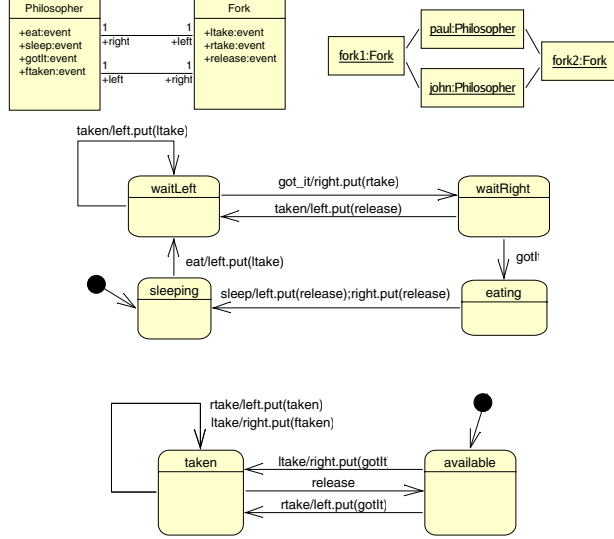 Philosopher
+eat:event
+sleep:event
+gotIt:event
+ftaken:event
1
+right
1
+left
1
+left
1
+right
Fork
+ltake:event
+rtake:event
+release:event
fork1:Fork
paul:Philosopher
john:Philosopher
fork2:Fork
taken/left.put(ltake)
waitLeft
got_it/right.put(rtake)
taken/left.put(release)
waitRight
eat/left.put(ltake)
gotIt
sleeping
sleep/left.put(release);right.put(release)
eating
rtake/left.put(taken)
ltake/right.put(ftaken)
taken
ltake/right.put(gotIt)
release
rtake/left.put(gotIt)
available